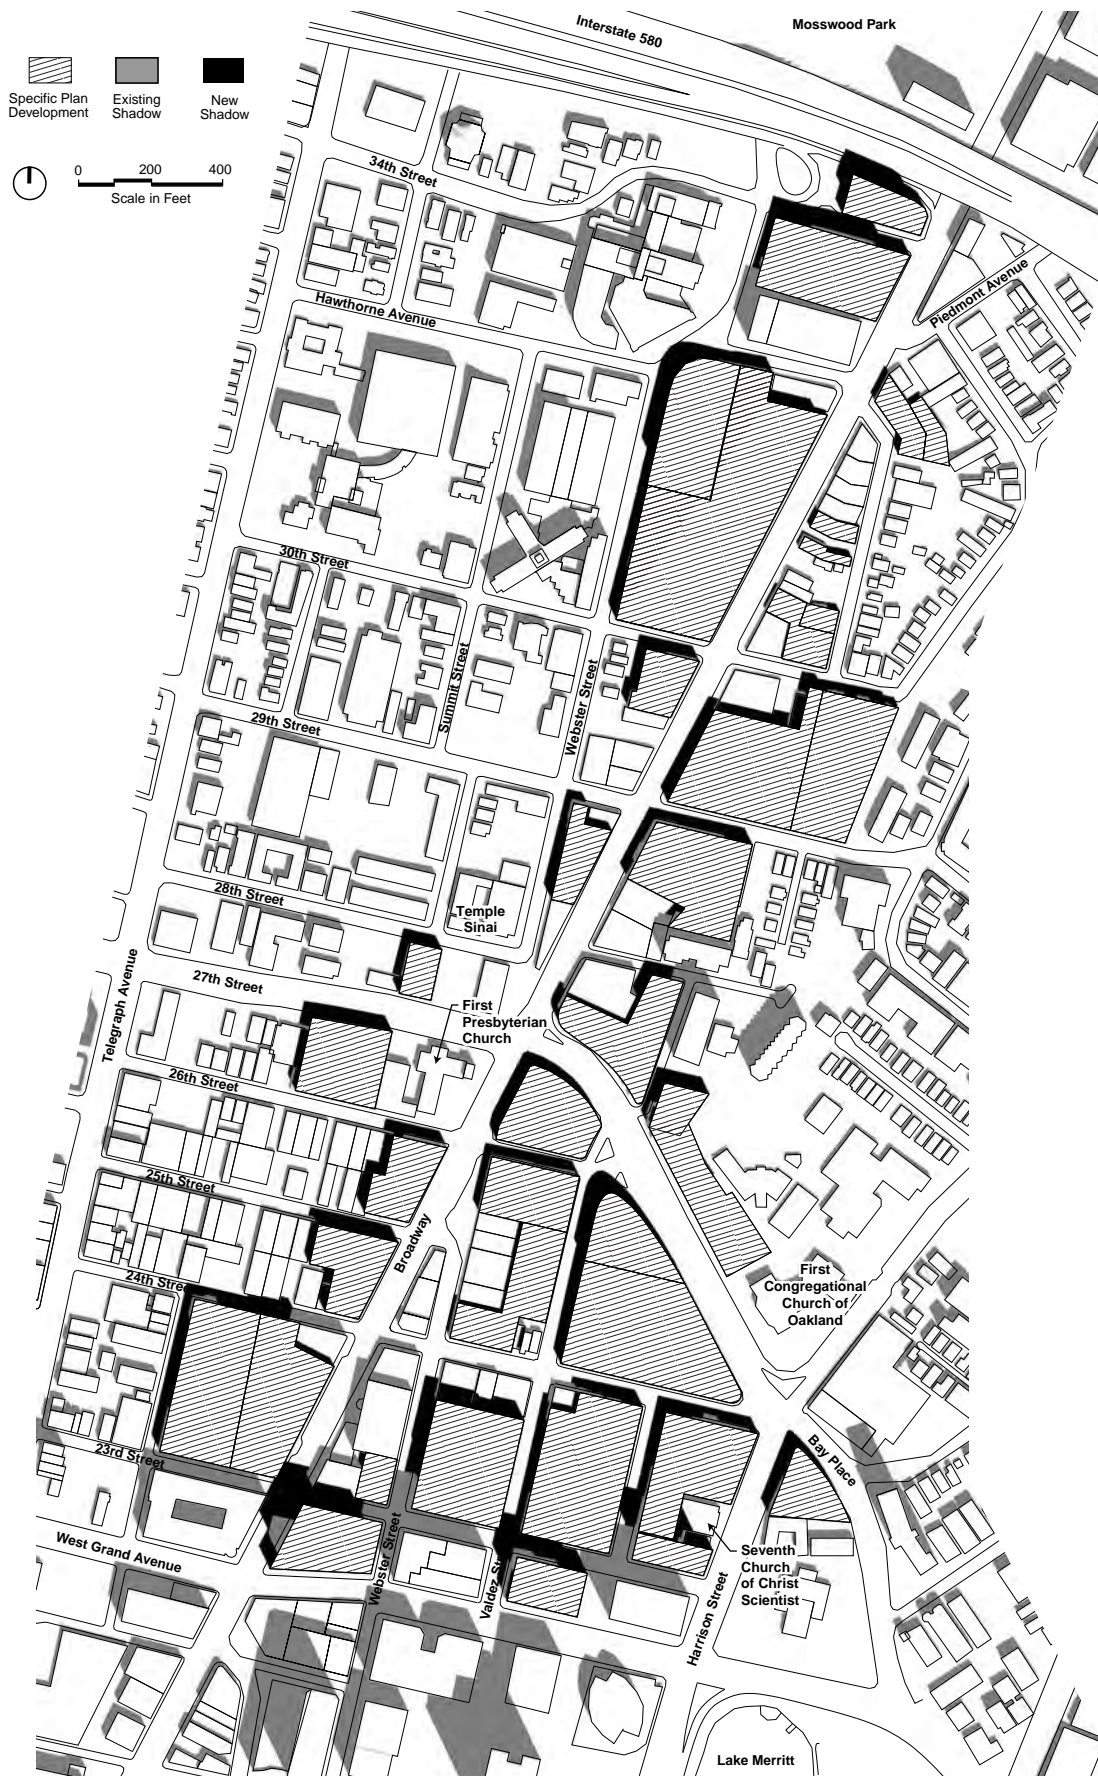 Interstate 580
Mosswood Park
Specific Plan
Development
Existing
Shadow
New
Shadow
0 200 400
Scale in Feet
34th Street
Piedmont Avenue
Hawthorne Avenue
30th Street
Summit Street
Webster Street
29th Street
28th Street
Temple
Sinai
27th Street
Telegraph Avenue
First
Presbyterian
Church
26th Street
25th Street
Broadway
24th Stree
First
Congregational
Church of
Oakland
23rd Street
Bay Place
West Grand Avenue
Webster Street
Valdez St
Seventh
Church
of Christ
Scientist
Harrison Street
Lake Merritt